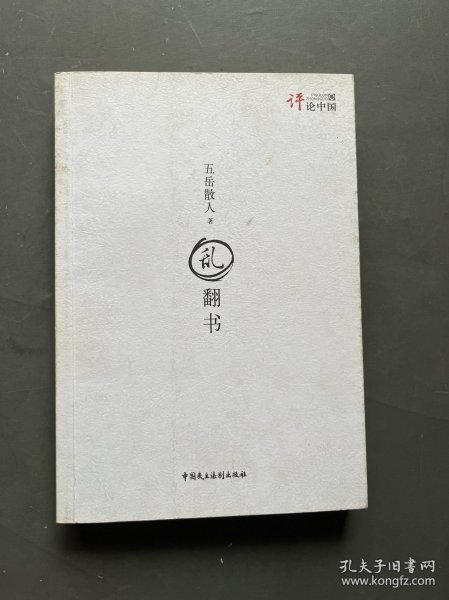 评论中国
五岳散人 著
乱
翻书
中国民主法制出版社
孔夫子旧书网
www.kongfz.com